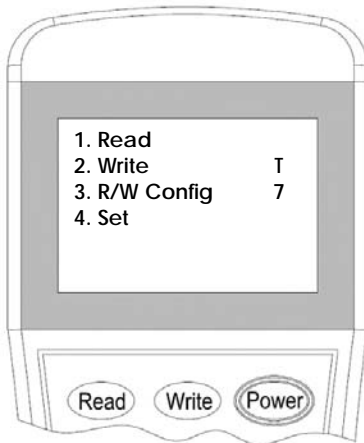 1. Read
2. Write T
3. R/W Config 7
4. Set
Read Write Power